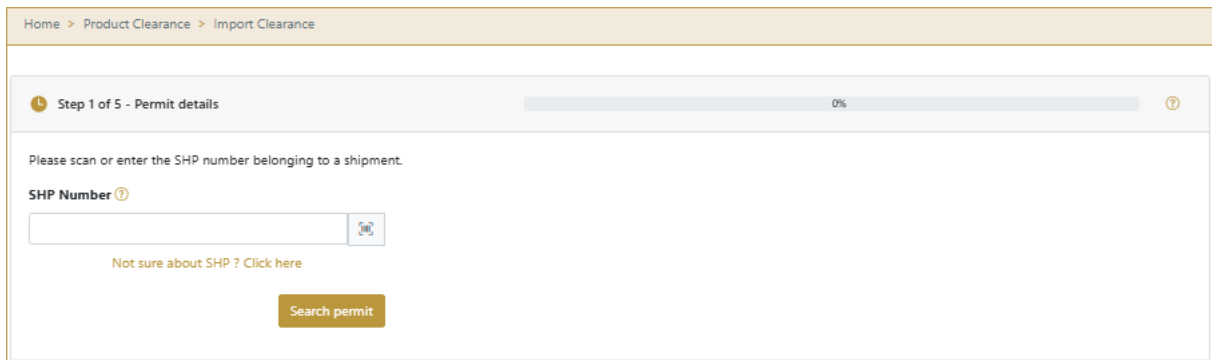 Home > Product Clearance > Import Clearance
Step 1 of 5 - Permit details
0%
Please scan or enter the SHP number belonging to a shipment.
SHP Number
Not sure about SHP ? Click here
Search permit